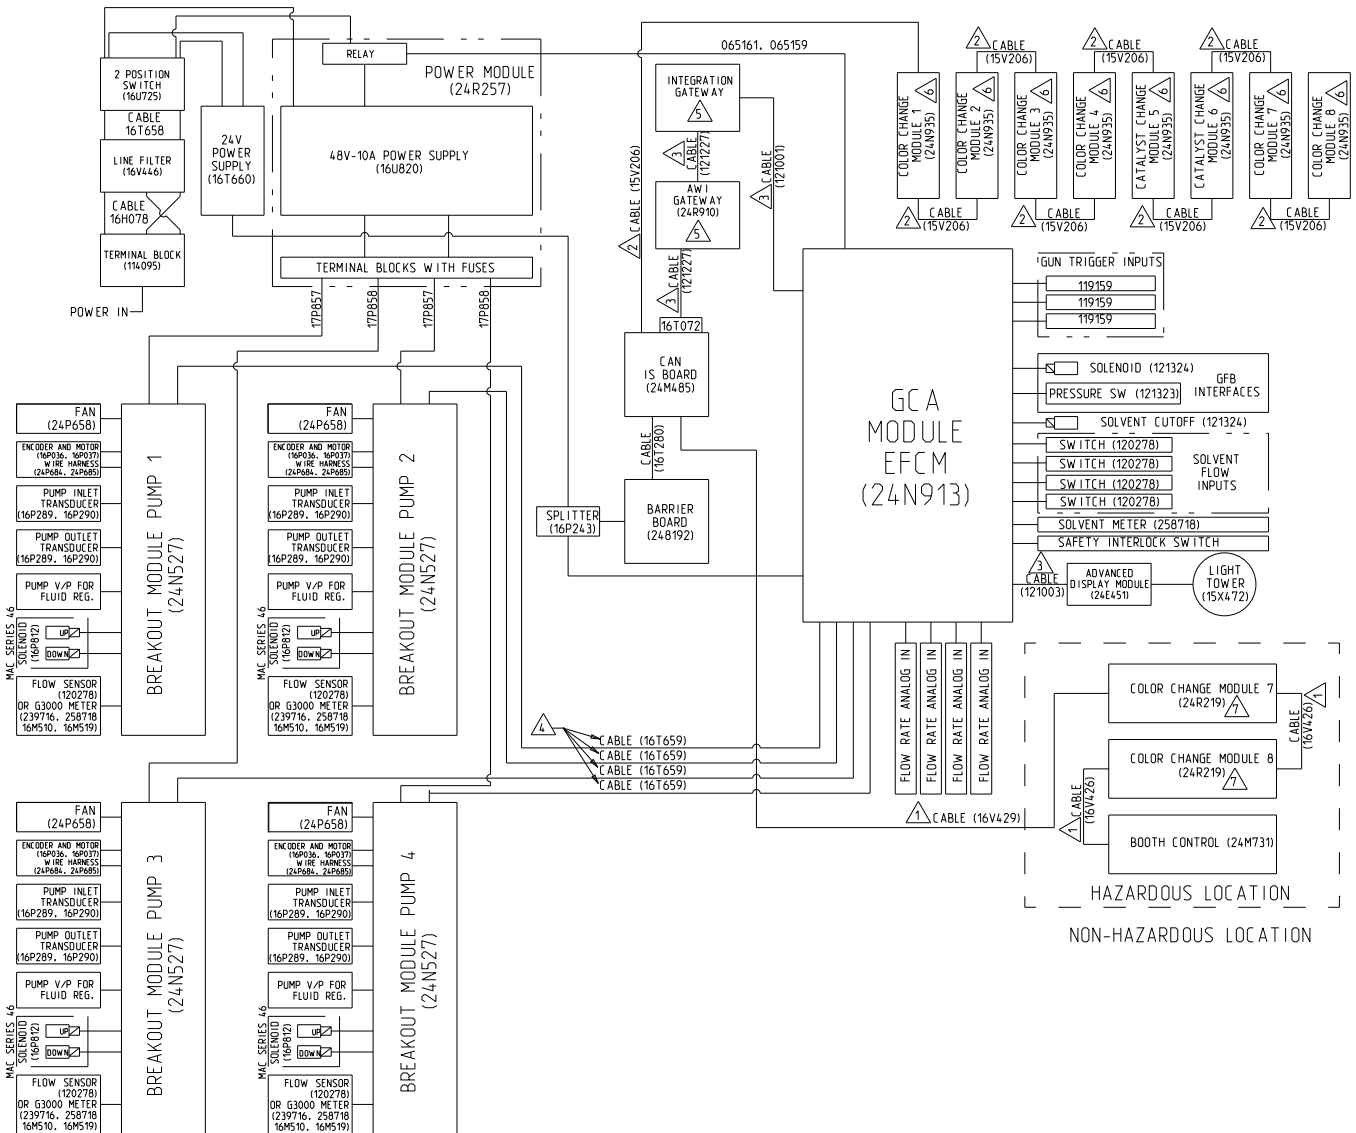 2 POSITION
SWITCH
(16U725)
CABLE
16T658
LINE FILTER
(16V446)
CABLE
16H078
TERMINAL BLOCK
(114095)
POWER IN
24V
POWER
SUPPLY
(16T660)
RELAY
POWER MODULE
(24R257)
48V-10A POWER SUPPLY
(16U820)
TERMINAL BLOCKS WITH FUSES
17P857
17P858
17P857
17P858
065161, 065159
INTEGRATION
GATEWAY
5
3
CABLE
(121227)
AWI
GATEWAY
(24R910)
5
3
CABLE
(121227)
3
CABLE
(121001)
2
CABLE (15V206)
16T072
CAN
IS BOARD
(24M485)
CABLE
(16T280)
BARRIER
BOARD
(248192)
SPLITTER
(16P243)
GCA
MODULE
EFCM
(24N913)
2
CABLE
(15V206)
2
CABLE
(15V206)
2
CABLE
(15V206)
COLOR CHANGE
MODULE 1
(24N935)
6
COLOR CHANGE
MODULE 2
(24N935)
6
COLOR CHANGE
MODULE 3
(24N935)
6
COLOR CHANGE
MODULE 4
(24N935)
6
CATALYST CHANGE
MODULE 5
(24N935)
6
CATALYST CHANGE
MODULE 6
(24N935)
6
COLOR CHANGE
MODULE 7
(24N935)
6
COLOR CHANGE
MODULE 8
(24N935)
6
2
CABLE
(15V206)
2
CABLE
(15V206)
2
CABLE
(15V206)
2
CABLE
(15V206)
GUN TRIGGER INPUTS
119159
119159
119159
SOLENOID (121324)
PRESSURE SW (121323)
GFB
INTERFACES
SOLVENT CUTOFF (121324)
SWITCH (120278)
SWITCH (120278)
SWITCH (120278)
SWITCH (120278)
SOLVENT
FLOW
INPUTS
SOLVENT METER (258718)
SAFETY INTERLOCK SWITCH
3
CABLE
(121003)
ADVANCED
DISPLAY MODULE
(24E451)
LIGHT
TOWER
(15X472)
FLOW RATE ANALOG IN
FLOW RATE ANALOG IN
FLOW RATE ANALOG IN
FLOW RATE ANALOG IN
COLOR CHANGE MODULE 7
(24R219)
7
1
CABLE
(16V426)
COLOR CHANGE MODULE 8
(24R219)
7
1
CABLE
(16V426)
BOOTH CONTROL (24M731)
HAZARDOUS LOCATION
NON-HAZARDOUS LOCATION
1
CABLE (16V429)
4
CABLE (16T659)
CABLE (16T659)
CABLE (16T659)
CABLE (16T659)
FAN
(24P658)
ENCODER AND MOTOR
(16P036, 16P037)
WIRE HARNESS
(24P684, 24P685)
PUMP INLET
TRANSDUCER
(16P289, 16P290)
PUMP OUTLET
TRANSDUCER
(16P289, 16P290)
PUMP V/P FOR
FLUID REG.
MAC SERIES 46
SOLENOID
(16P812)
UP
DOWN
FLOW SENSOR
(120278)
OR G3000 METER
(239716, 258718
16M510, 16M519)
BREAKOUT MODULE PUMP 1
(24N527)
FAN
(24P658)
ENCODER AND MOTOR
(16P036, 16P037)
WIRE HARNESS
(24P684, 24P685)
PUMP INLET
TRANSDUCER
(16P289, 16P290)
PUMP OUTLET
TRANSDUCER
(16P289, 16P290)
PUMP V/P FOR
FLUID REG.
MAC SERIES 46
SOLENOID
(16P812)
UP
DOWN
FLOW SENSOR
(120278)
OR G3000 METER
(239716, 258718
16M510, 16M519)
BREAKOUT MODULE PUMP 2
(24N527)
FAN
(24P658)
ENCODER AND MOTOR
(16P036, 16P037)
WIRE HARNESS
(24P684, 24P685)
PUMP INLET
TRANSDUCER
(16P289, 16P290)
PUMP OUTLET
TRANSDUCER
(16P289, 16P290)
PUMP V/P FOR
FLUID REG.
MAC SERIES 46
SOLENOID
(16P812)
UP
DOWN
FLOW SENSOR
(120278)
OR G3000 METER
(239716, 258718
16M510, 16M519)
BREAKOUT MODULE PUMP 3
(24N527)
FAN
(24P658)
ENCODER AND MOTOR
(16P036, 16P037)
WIRE HARNESS
(24P684, 24P685)
PUMP INLET
TRANSDUCER
(16P289, 16P290)
PUMP OUTLET
TRANSDUCER
(16P289, 16P290)
PUMP V/P FOR
FLUID REG.
MAC SERIES 46
SOLENOID
(16P812)
UP
DOWN
FLOW SENSOR
(120278)
OR G3000 METER
(239716, 258718
16M510, 16M519)
BREAKOUT MODULE PUMP 4
(24N527)